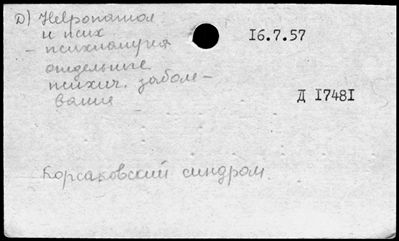 Д) Невропатол
и псих
16.7.57
- психиатрия
отдельные
психич. заболе-
вания
Д 17481
Корсаковский синдром.